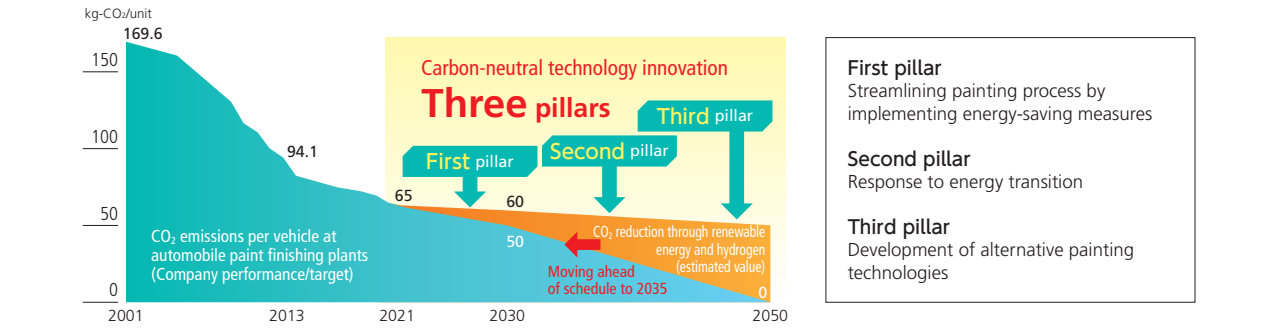 kg-CO₂/unit
169.6
150
100
50
0
94.1
65
60
50
0
Carbon-neutral technology innovation
Three pillars
First pillar
Second pillar
Third pillar
CO₂ emissions per vehicle at
automobile paint finishing plants
(Company performance/target)
CO₂ reduction through renewable
energy and hydrogen
(estimated value)
Moving ahead
of schedule to 2035
2001
2013
2021
2030
2050
First pillar
Streamlining painting process by
implementing energy-saving measures
Second pillar
Response to energy transition
Third pillar
Development of alternative painting
technologies